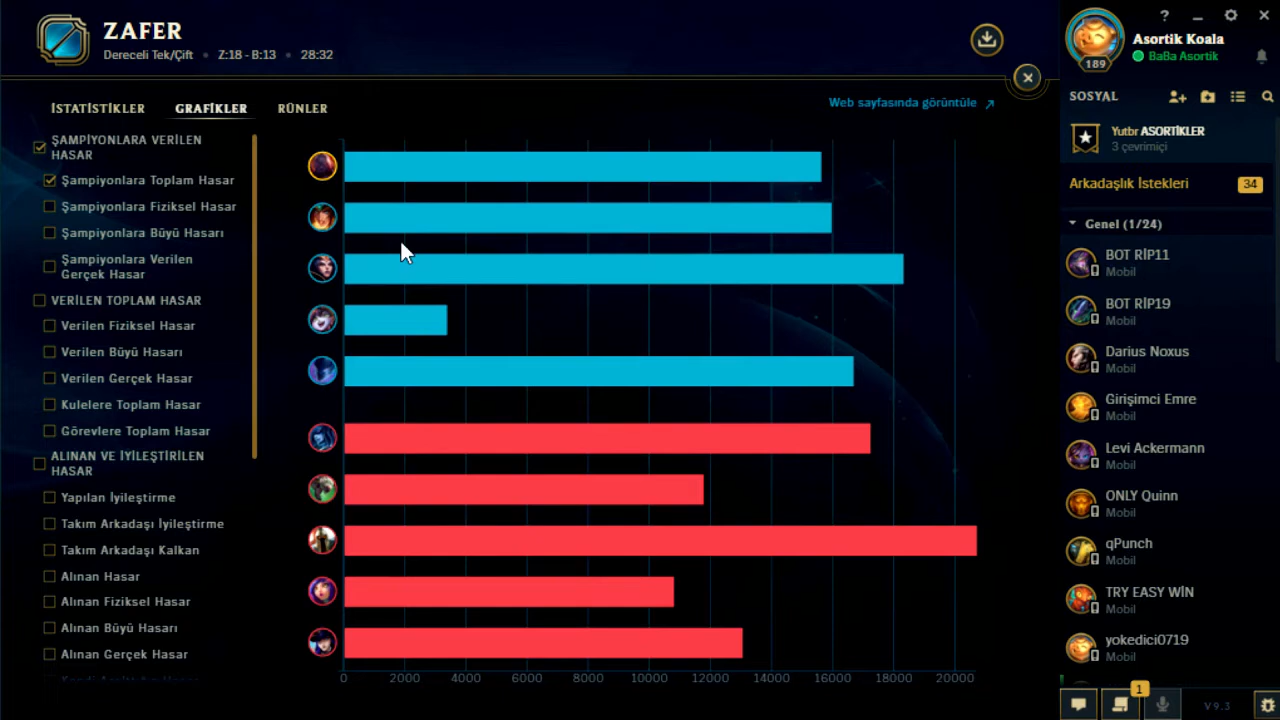 ZAFER
Dereceli Tek/Çift • Z:18 - B:13 • 28:32
İSTATİSTİKLER GRAFİKLER RÜNLER
Web sayfasında görüntüle
ŞAMPİYONLARA VERİLEN
HASAR
Şampiyonlara Toplam Hasar
Şampiyonlara Fiziksel Hasar
Şampiyonlara Büyü Hasarı
Şampiyonlara Verilen
Gerçek Hasar
VERİLEN TOPLAM HASAR
Verilen Fiziksel Hasar
Verilen Büyü Hasarı
Verilen Gerçek Hasar
Kulelere Toplam Hasar
Görevlere Toplam Hasar
ALINAN VE İYİLEŞTİRİLEN
HASAR
Yapılan İyileştirme
Takım Arkadaşı İyileştirme
Takım Arkadaşı Kalkan
Alınan Hasar
Alınan Fiziksel Hasar
Alınan Büyü Hasarı
Alınan Gerçek Hasar
0 2000 4000 6000 8000 10000 12000 14000 16000 18000 20000
?
Asortik Koala
189
BaBa Asortik
SOSYAL
Yutbr ASORTİKLER
3 çevrimiçi
Arkadaşlık İstekleri 34
Genel (1/24)
BOT RİP11
Mobil
BOT RİP19
Mobil
Darius Noxus
Mobil
Girişimci Emre
Mobil
Levi Ackermann
Mobil
ONLY Quinn
Mobil
qPunch
Mobil
TRY EASY WİN
Mobil
yokedici0719
Mobil
1
V 9.3